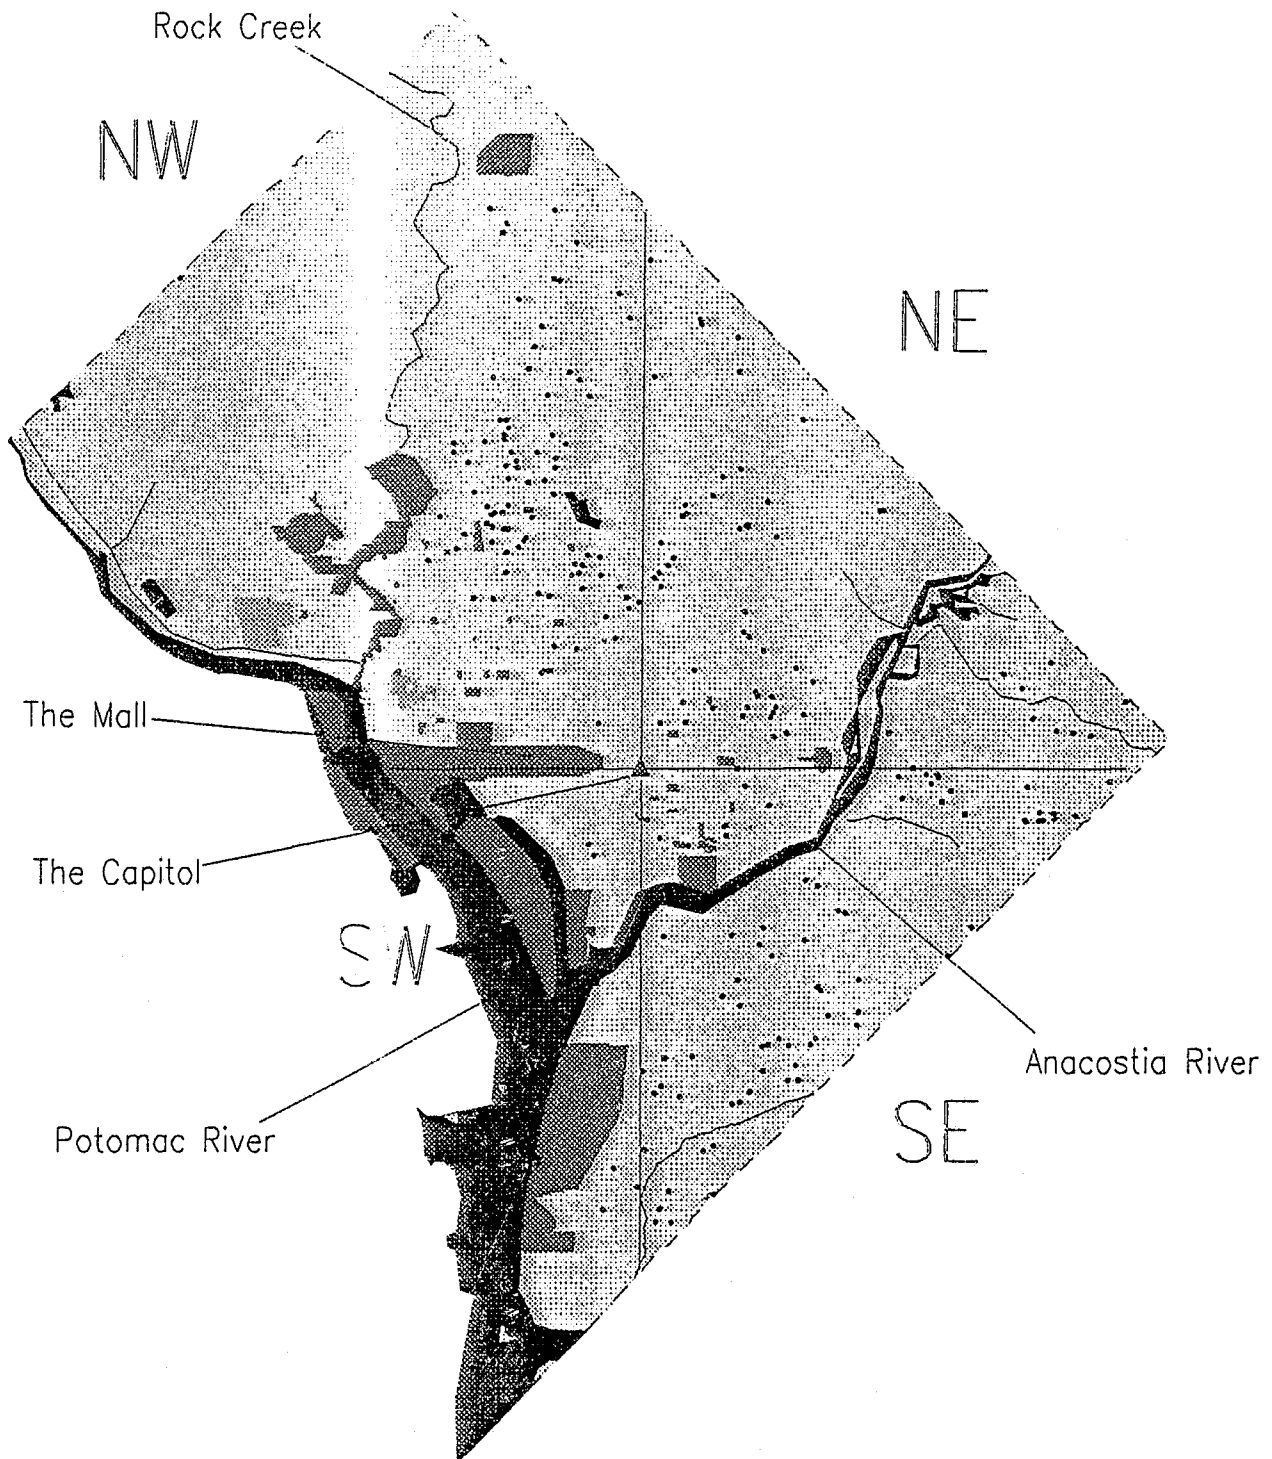 Rock Creek
NW
NE
The Mall
The Capitol
SW
Anacostia River
Potomac River
SE